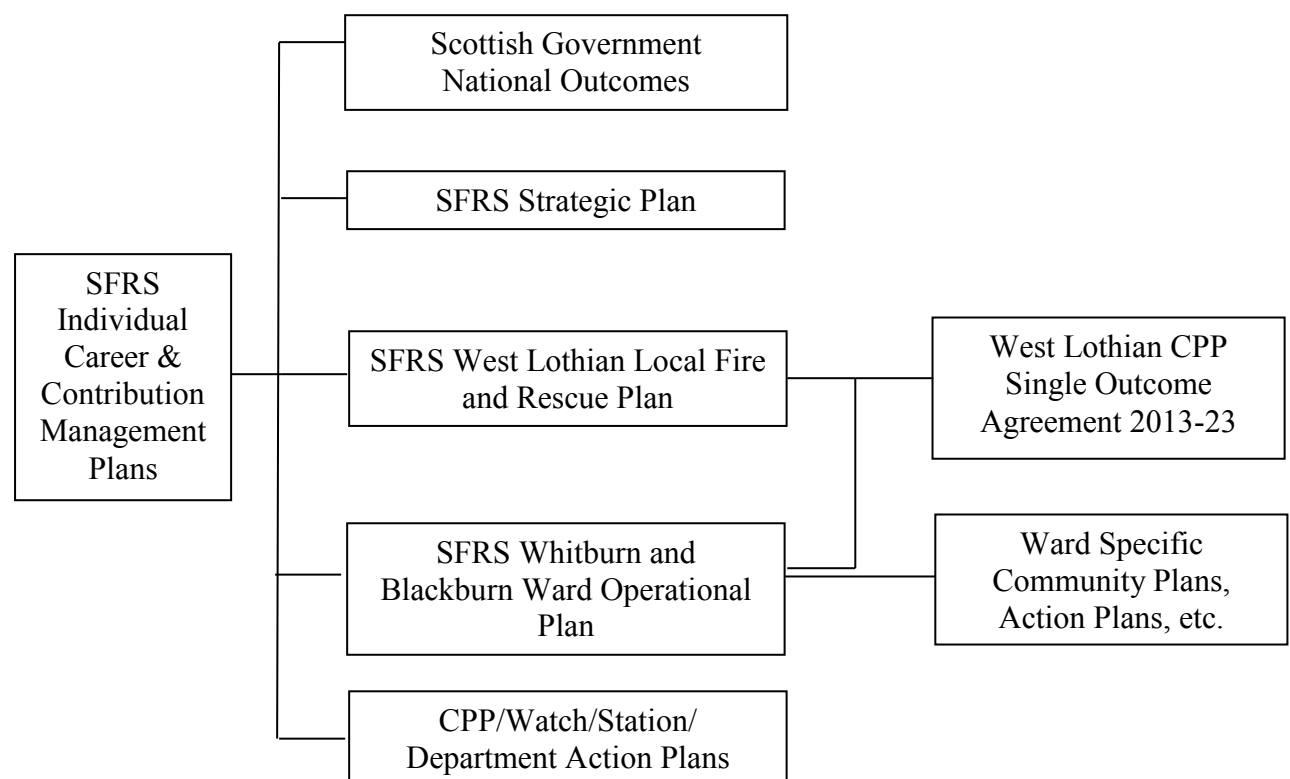 Scottish Government
National Outcomes
SFRS Strategic Plan
SFRS
Individual
Career &
Contribution
Management
Plans
SFRS West Lothian Local Fire
and Rescue Plan
West Lothian CPP
Single Outcome
Agreement 2013-23
SFRS Whitburn and
Blackburn Ward Operational
Plan
Ward Specific
Community Plans,
Action Plans, etc.
CPP/Watch/Station/
Department Action Plans